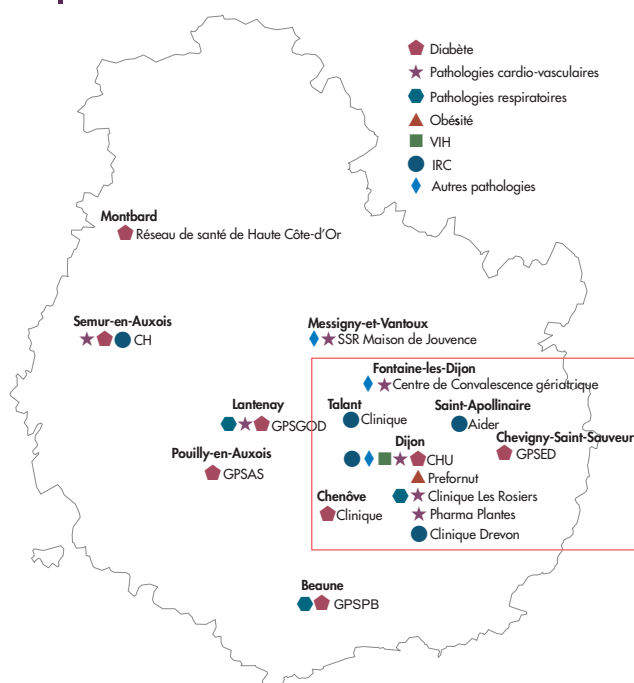 Diabète
Pathologies cardio-vasculaires
Pathologies respiratoires
Obésité
VIH
IRC
Autres pathologies
Montbard
Réseau de santé de Haute Côte-d'Or
Semur-en-Auxois
CH
Messigny-et-Vantoux
SSR Maison de Jouvence
Fontaine-les-Dijon
Centre de Convalescence gériatrique
Lantenay
GPSGOD
Talant
Clinique
Saint-Apollinaire
Aider
Chevigny-Saint-Sauveur
GPSED
Pouilly-en-Auxois
GPSAS
Dijon
CHU
Prefornut
Clinique Les Rosiers
Pharma Plantes
Clinique Drevon
Chenôve
Clinique
Beaune
GPSPB